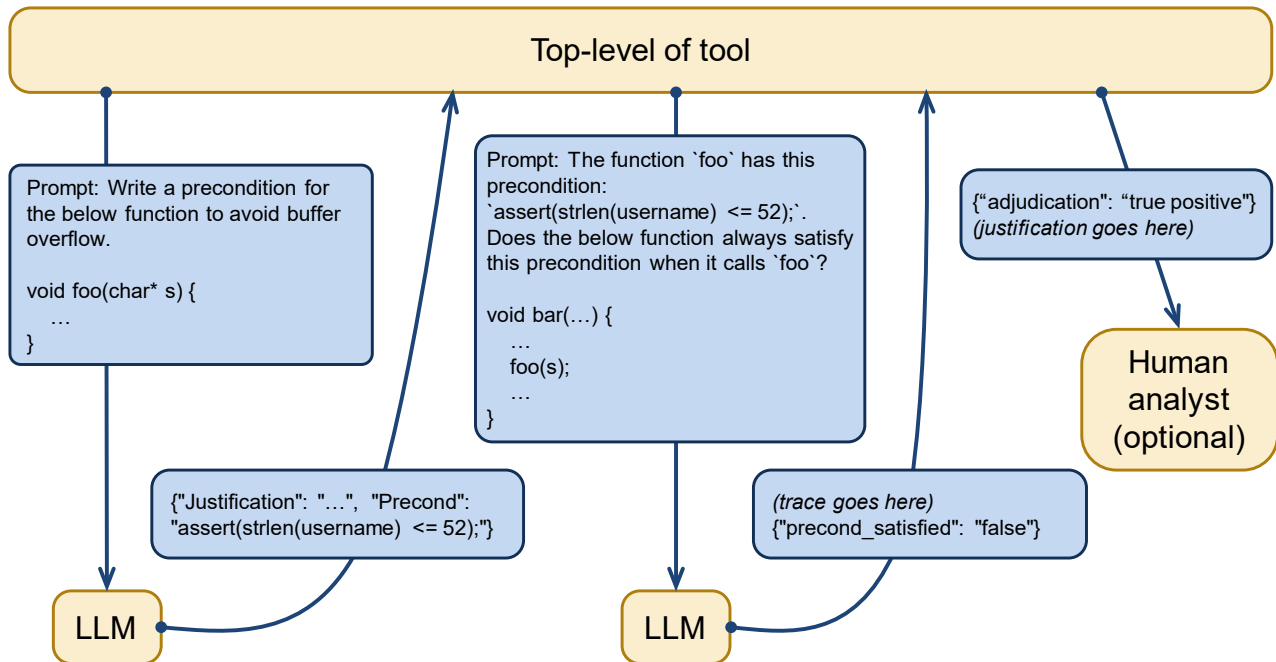 Top-level of tool
Prompt: Write a precondition for
the below function to avoid buffer
overflow.
void foo(char* s) {
…
}
{"Justification": "…", "Precond":
"assert(strlen(username) <= 52);"}
LLM
Prompt: The function `foo` has this
precondition:
`assert(strlen(username) <= 52);`.
Does the below function always satisfy
this precondition when it calls `foo`?
void bar(…) {
…
foo(s);
…
}
(trace goes here)
{"precond_satisfied": "false"}
LLM
{“adjudication": “true positive"}
(justification goes here)
Human
analyst
(optional)